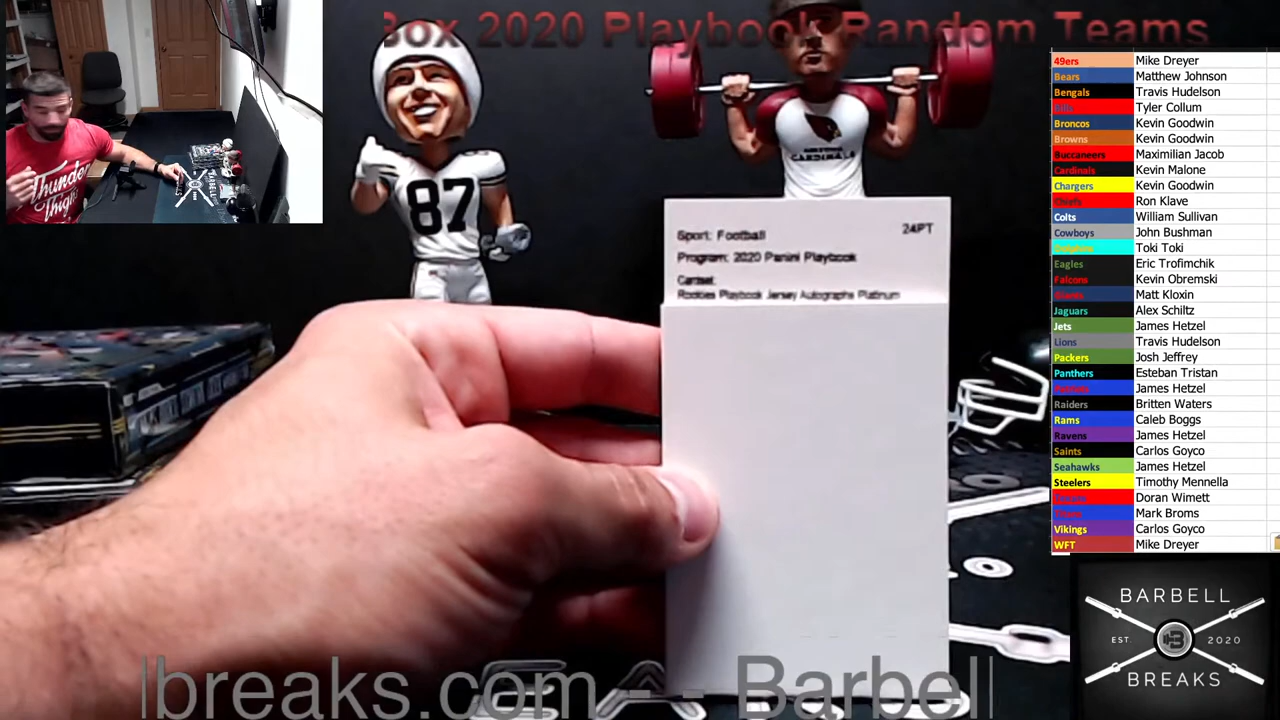 Box 2020 Playbook Random Teams
Thunder
Thighs
BARBELL
87
CARDINALS
Sport: Football
24PT
Program: 2020 Panini Playbook
Cardset:
Rookies Playbook Jersey Autographs Platinum
49ers Mike Dreyer
Bears Matthew Johnson
Bengals Travis Hudelson
Bills Tyler Collum
Broncos Kevin Goodwin
Browns Kevin Goodwin
Buccaneers Maximilian Jacob
Cardinals Kevin Malone
Chargers Kevin Goodwin
Chiefs Ron Klave
Colts William Sullivan
Cowboys John Bushman
Dolphins Toki Toki
Eagles Eric Trofimchik
Falcons Kevin Obremski
Giants Matt Kloxin
Jaguars Alex Schiltz
Jets James Hetzel
Lions Travis Hudelson
Packers Josh Jeffrey
Panthers Esteban Tristan
Patriots James Hetzel
Raiders Britten Waters
Rams Caleb Boggs
Ravens James Hetzel
Saints Carlos Goyco
Seahawks James Hetzel
Steelers Timothy Mennella
Texans Doran Wimett
Titans Mark Broms
Vikings Carlos Goyco
WFT Mike Dreyer
BARBELL
EST. B 2020
BREAKS
lbreaks.com - - Barbell